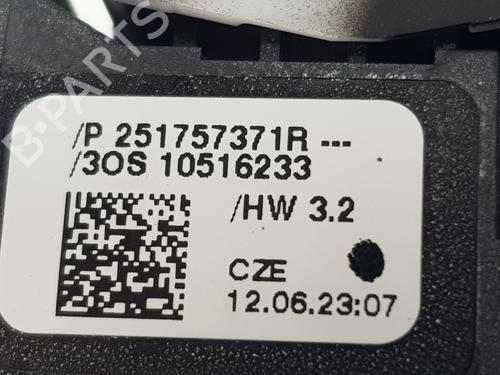 /P 251757371R ---
/3OS 10516233
/HW 3.2
CZE
12.06.23:07
B-PARTS